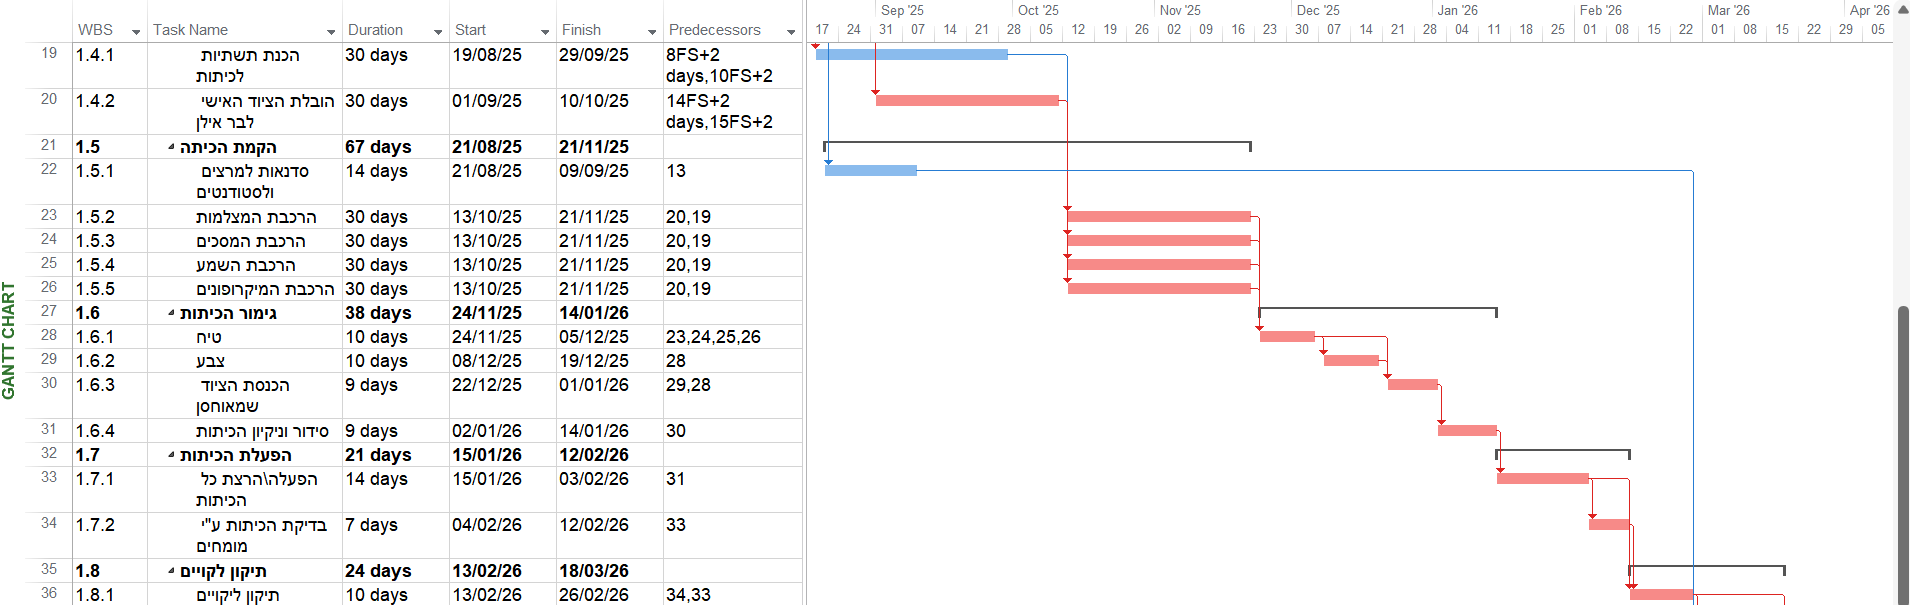 Sep '25 Oct '25 Nov '25 Dec '25 Jan '26 Feb '26 Mar '26 Apr '26
WBS Task Name Duration Start Finish Predecessors 17 24 31 07 14 21 28 05 12 19 26 02 09 16 23 30 07 14 21 28 04 11 18 25 01 08 15 22 01 08 15 22 29 05
19 1.4.1 הכנת תשתיות 30 days 19/08/25 29/09/25 8FS+2
לכיתות days,10FS+2
20 1.4.2 הובלת הציוד האישי 30 days 01/09/25 10/10/25 14FS+2
לבר אילן days,15FS+2
21 1.5 הקמת הכיתה 67 days 21/08/25 21/11/25
22 1.5.1 סדנאות למרצים 14 days 21/08/25 09/09/25 13
ולסטודנטים
23 1.5.2 הרכבת המצלמות 30 days 13/10/25 21/11/25 20,19
24 1.5.3 הרכבת המסכים 30 days 13/10/25 21/11/25 20,19
25 1.5.4 הרכבת השמע 30 days 13/10/25 21/11/25 20,19
26 1.5.5 הרכבת המיקרופונים 30 days 13/10/25 21/11/25 20,19
27 1.6 גימור הכיתות 38 days 24/11/25 14/01/26
28 1.6.1 טיח 10 days 24/11/25 05/12/25 23,24,25,26
29 1.6.2 צבע 10 days 08/12/25 19/12/25 28
30 1.6.3 הכנסת הציוד 9 days 22/12/25 01/01/26 29,28
שמאוחסן
31 1.6.4 סידור וניקיון הכיתות 9 days 02/01/26 14/01/26 30
32 1.7 הפעלת הכיתות 21 days 15/01/26 12/02/26
33 1.7.1 הפעלה\הרצת כל 14 days 15/01/26 03/02/26 31
הכיתות
34 1.7.2 בדיקת הכיתות ע"י 7 days 04/02/26 12/02/26 33
מומחים
35 1.8 תיקון לקויים 24 days 13/02/26 18/03/26
36 1.8.1 תיקון ליקויים 10 days 13/02/26 26/02/26 34,33
GANTT CHART